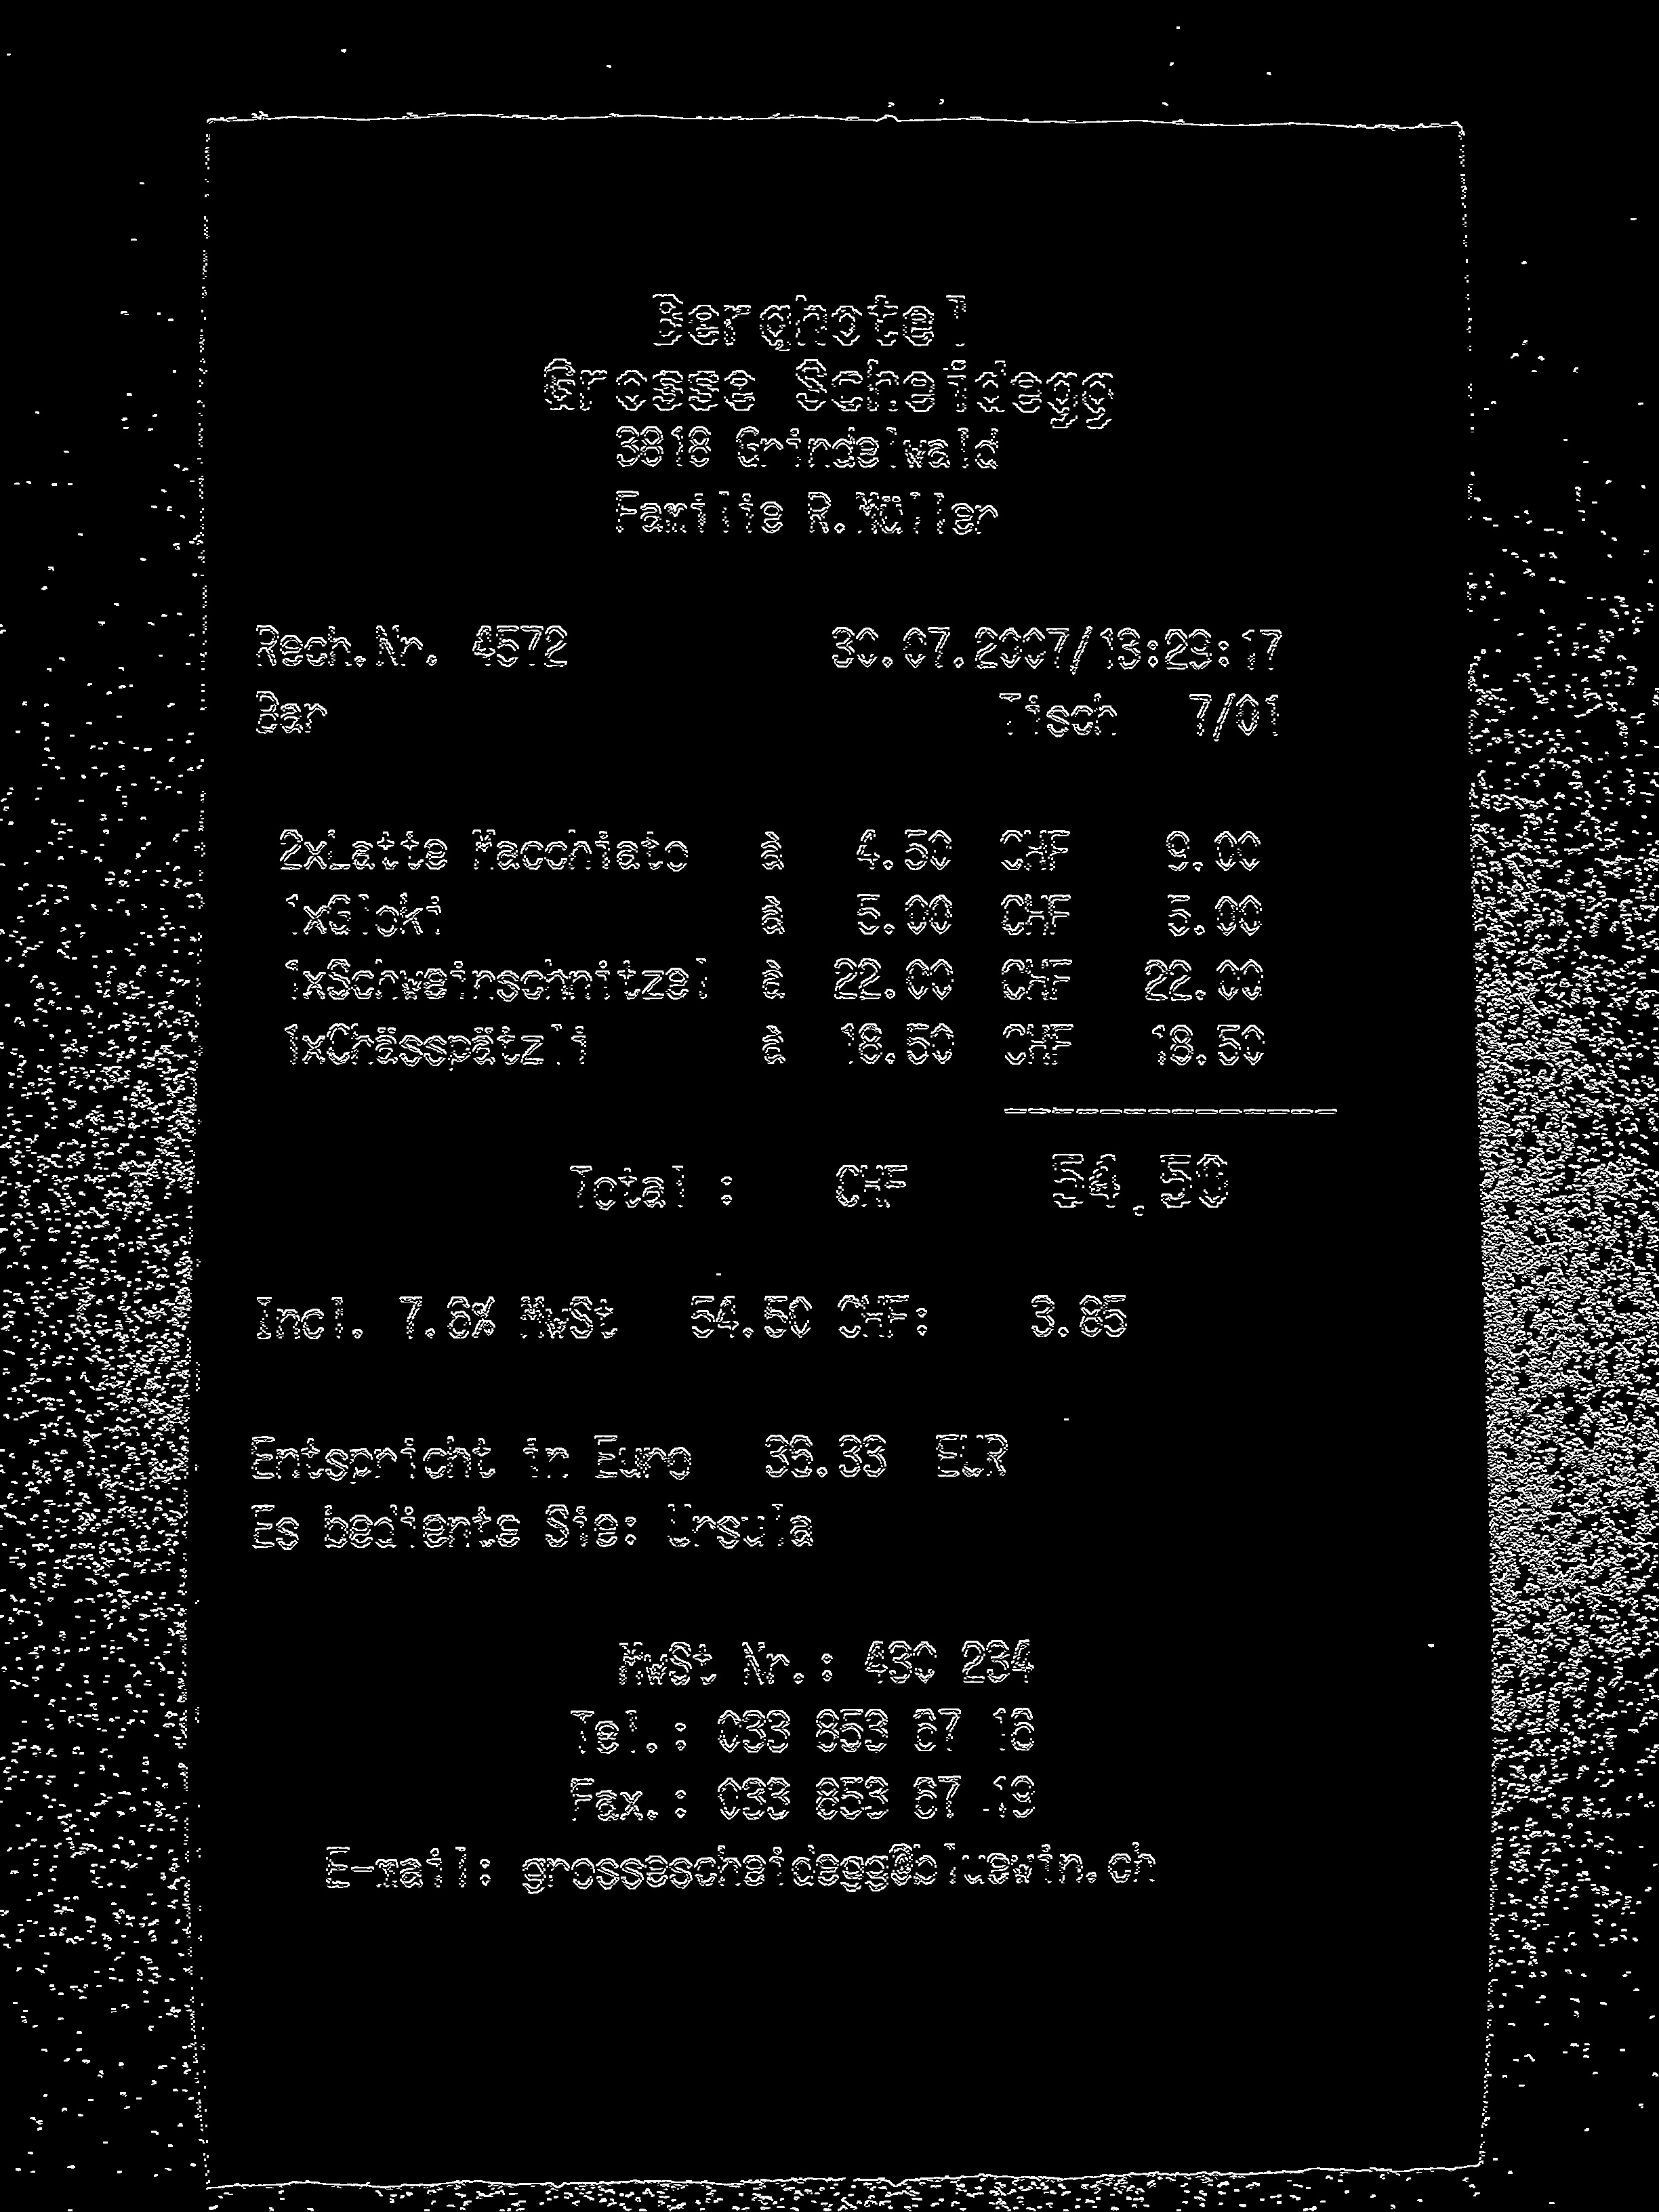 Berghotel
Grosse Scheidegg
3818 Grindelwald
Familie R.Müller
Rech.Nr. 4572 30.07.2007/13:29:17
Bar Tisch 7/01
2xLatte Macchiato à 4.50 CHF 9.00
1xGloki à 5.00 CHF 5.00
1xSchweinschnitzel à 22.00 CHF 22.00
1xChässpätzli à 18.50 CHF 18.50
Total : CHF 54.50
Incl. 7.6% MwSt 54.50 CHF: 3.85
Entspricht in Euro 36.33 EUR
Es bediente Sie: Ursula
MwSt Nr.: 430 234
Tel.: 033 853 67 16
Fax.: 033 853 67 19
E-mail: grossescheidegg@bluewin.ch